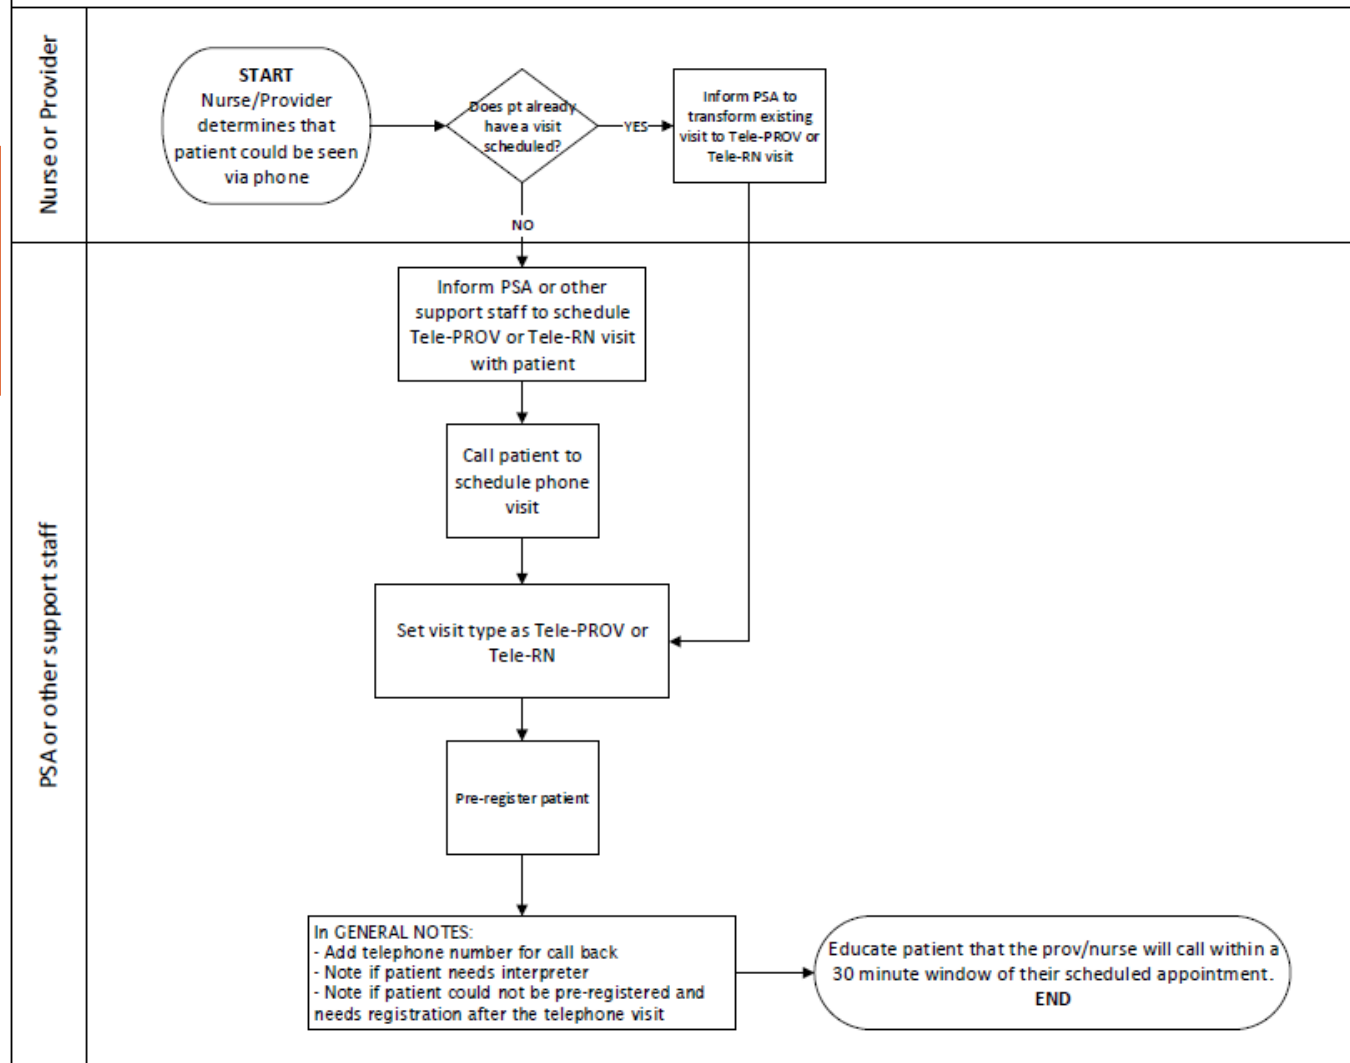 Nurse or Provider
START
Nurse/Provider
determines that
patient could be seen
via phone
Does pt already
have a visit
scheduled?
YES
Inform PSA to
transform existing
visit to Tele-PROV or
Tele-RN visit
NO
PSA or other support staff
Inform PSA or other
support staff to schedule
Tele-PROV or Tele-RN visit
with patient
Call patient to
schedule phone
visit
Set visit type as Tele-PROV or
Tele-RN
Pre-register patient
In GENERAL NOTES:
- Add telephone number for call back
- Note if patient needs interpreter
- Note if patient could not be pre-registered and
needs registration after the telephone visit
Educate patient that the prov/nurse will call within a
30 minute window of their scheduled appointment.
END